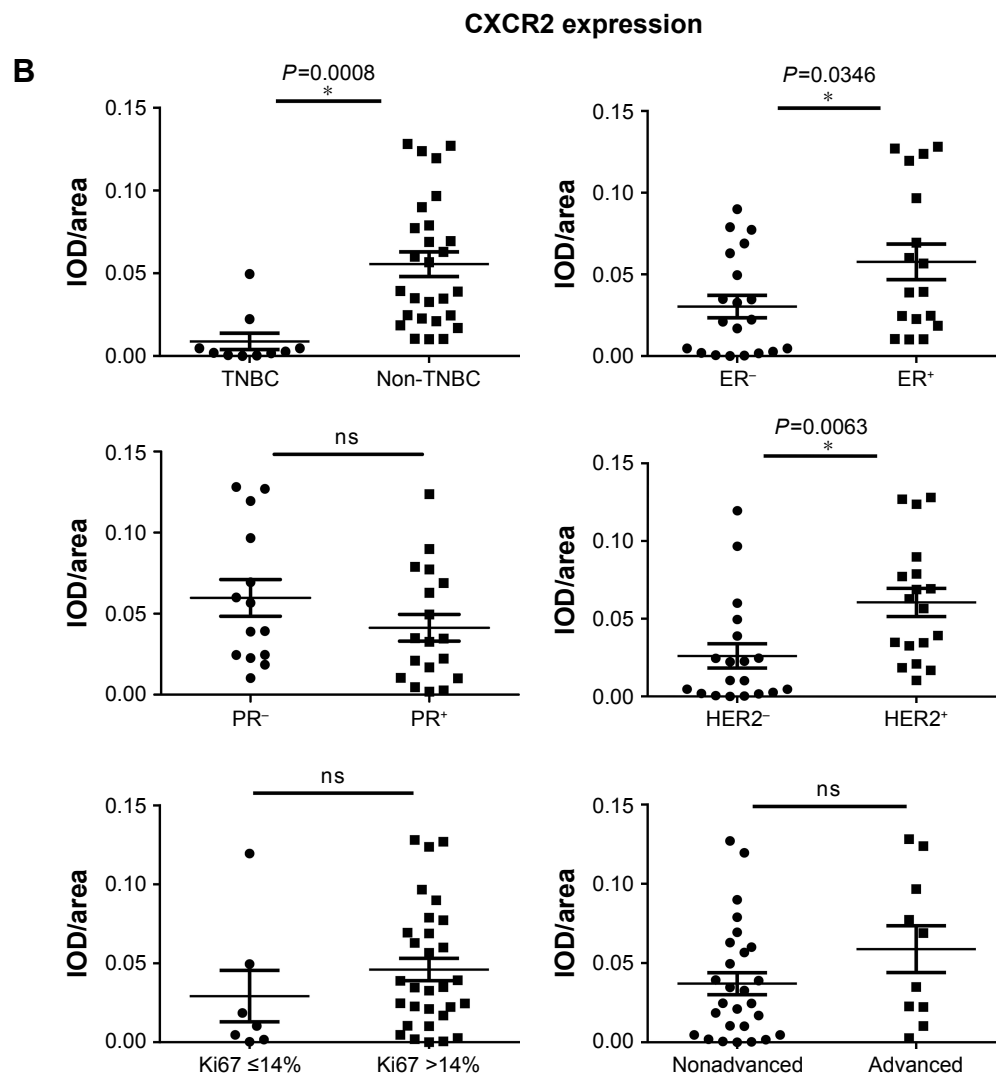 CXCR2 expression
B
P=0.0008
*
0.15
0.10
0.05
0.00
IOD/area
TNBC Non-TNBC
P=0.0346
*
0.15
0.10
0.05
0.00
IOD/area
ER– ER+
ns
0.15
0.10
0.05
0.00
IOD/area
PR– PR+
P=0.0063
*
0.15
0.10
0.05
0.00
IOD/area
HER2– HER2+
ns
0.15
0.10
0.05
0.00
IOD/area
Ki67 ≤14% Ki67 >14%
ns
0.15
0.10
0.05
0.00
IOD/area
Nonadvanced Advanced